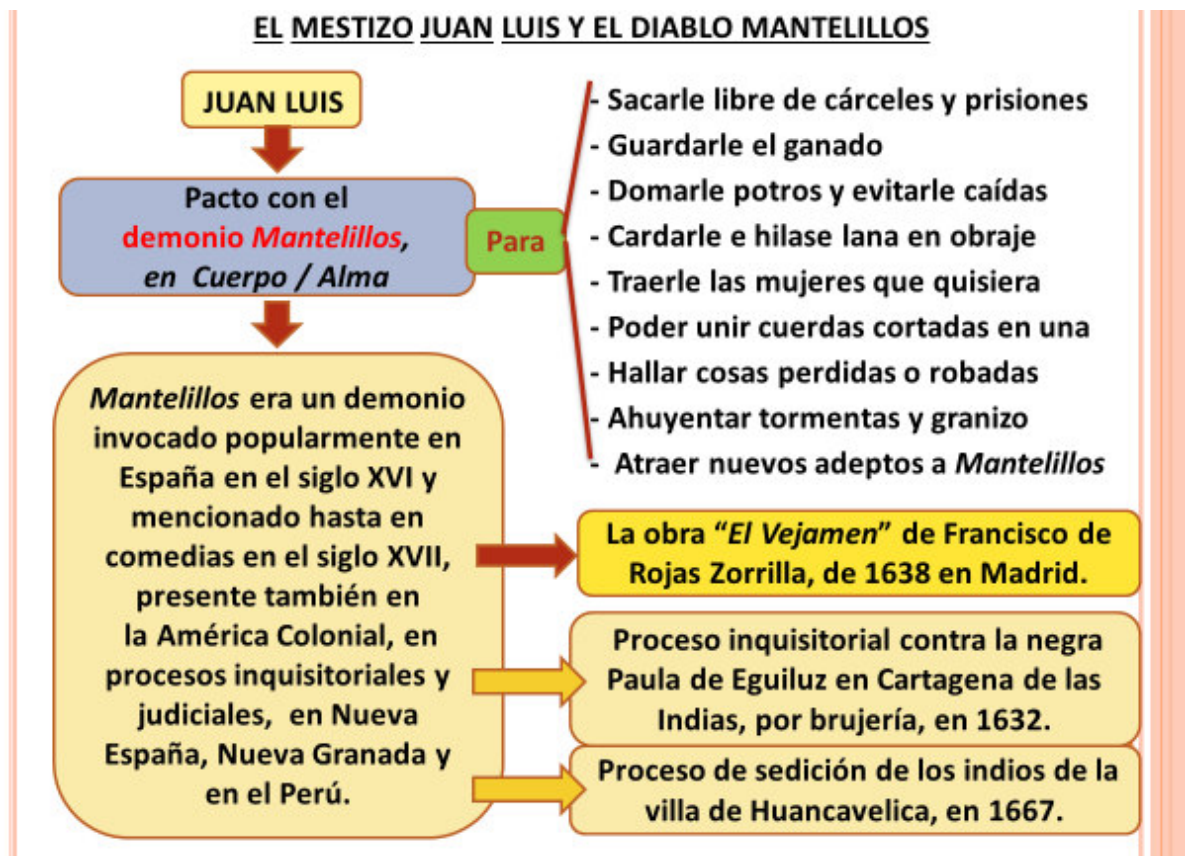 EL MESTIZO JUAN LUIS Y EL DIABLO MANTELILLOS
JUAN LUIS
Pacto con el
demonio Mantelillos,
en Cuerpo / Alma
Para
- Sacarle libre de cárceles y prisiones
- Guardarle el ganado
- Domarle potros y evitarle caídas
- Cardarle e hilase lana en obraje
- Traerle las mujeres que quisiera
- Poder unir cuerdas cortadas en una
- Hallar cosas perdidas o robadas
- Ahuyentar tormentas y granizo
- Atraer nuevos adeptos a Mantelillos
Mantelillos era un demonio
invocado popularmente en
España en el siglo XVI y
mencionado hasta en
comedias en el siglo XVII,
presente también en
la América Colonial, en
procesos inquisitoriales y
judiciales, en Nueva
España, Nueva Granada y
en el Perú.
La obra “El Vejamen” de Francisco de
Rojas Zorrilla, de 1638 en Madrid.
Proceso inquisitorial contra la negra
Paula de Eguiluz en Cartagena de las
Indias, por brujería, en 1632.
Proceso de sedición de los indios de la
villa de Huancavelica, en 1667.